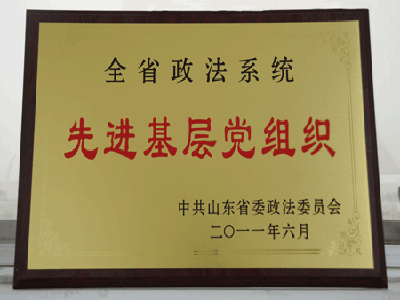 全省政法系统
先进基层党组织
中共山东省委政法委员会
二〇一一年六月